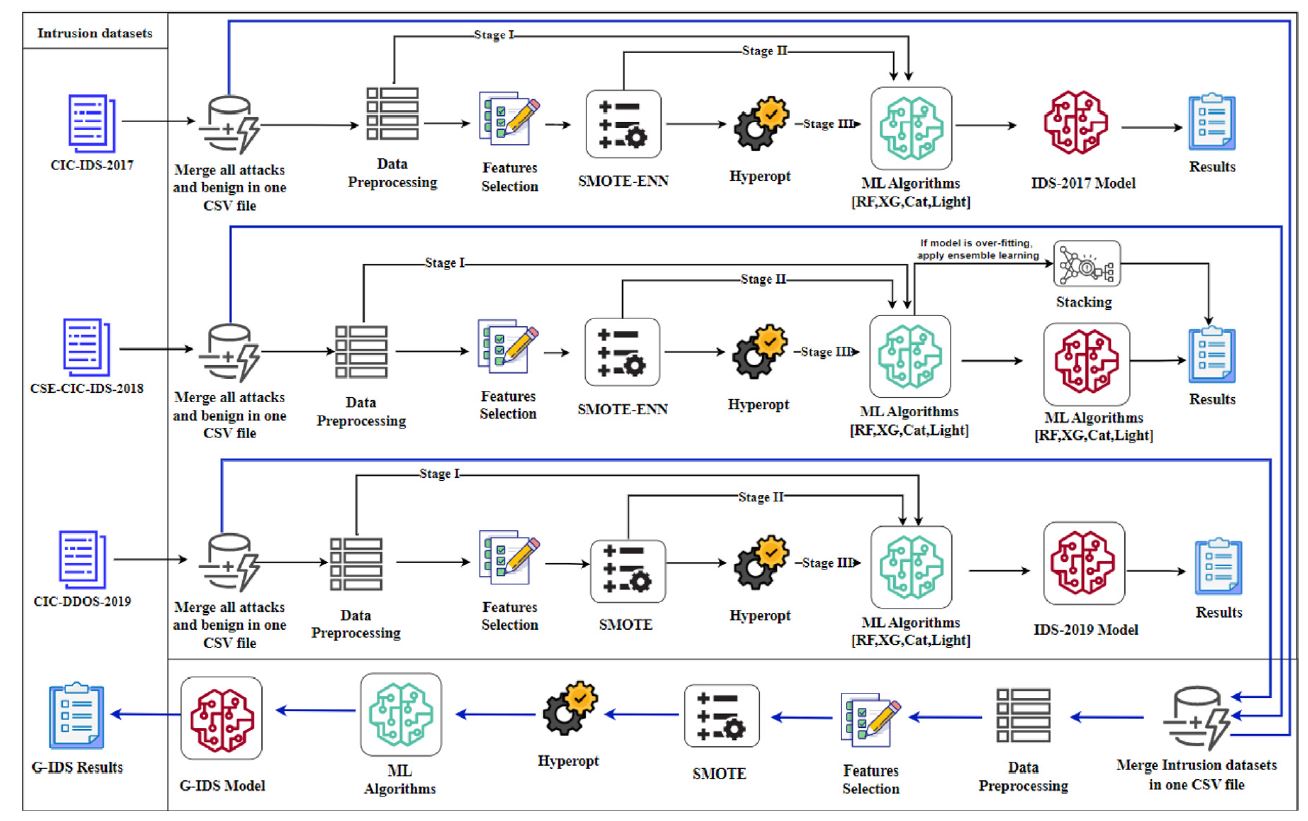 Intrusion datasets
Stage I
Stage II
Stage III
CIC-IDS-2017
Merge all attacks
and benign in one
CSV file
Data
Preprocessing
Features
Selection
SMOTE-ENN
Hyperopt
ML Algorithms
[RF,XG,Cat,Light]
IDS-2017 Model
Results
If model is over-fitting,
apply ensemble learning
Stage I
Stage II
Stacking
Stage III
CSE-CIC-IDS-2018
Merge all attacks
and benign in one
CSV file
Data
Preprocessing
Features
Selection
SMOTE-ENN
Hyperopt
ML Algorithms
[RF,XG,Cat,Light]
ML Algorithms
[RF,XG,Cat,Light]
Results
Stage I
Stage II
Stage III
CIC-DDOS-2019
Merge all attacks
and benign in one
CSV file
Data
Preprocessing
Features
Selection
SMOTE
Hyperopt
ML Algorithms
[RF,XG,Cat,Light]
IDS-2019 Model
Results
G-IDS Results
G-IDS Model
ML
Algorithms
Hyperopt
SMOTE
Features
Selection
Data
Preprocessing
Merge Intrusion datasets
in one CSV file